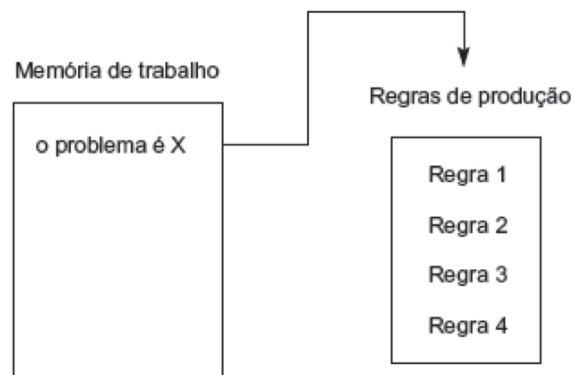 Memória de trabalho
o problema é X
Regras de produção
Regra 1
Regra 2
Regra 3
Regra 4